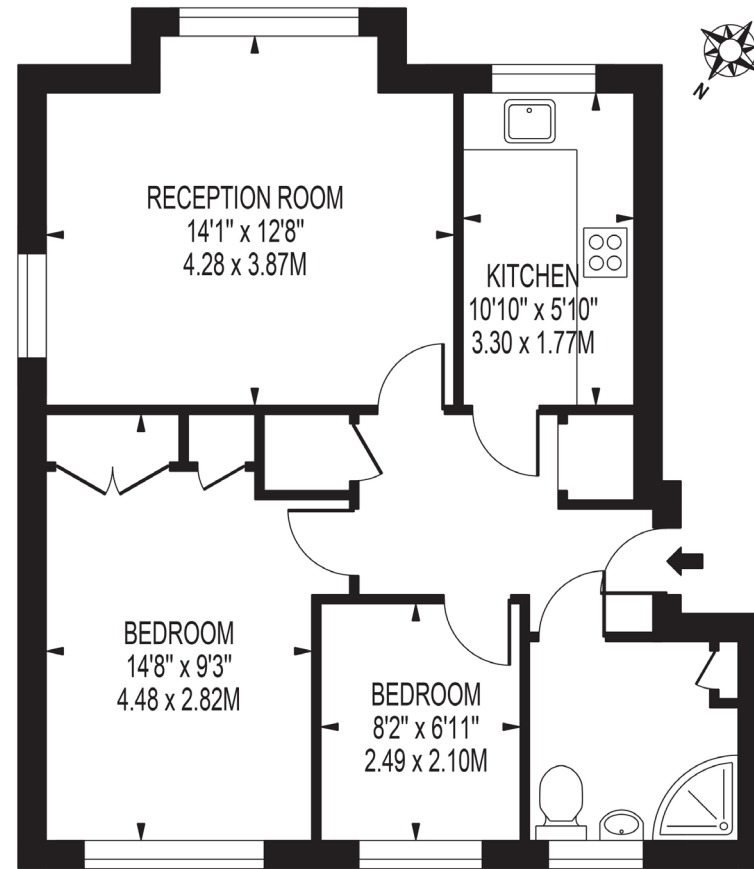 N
RECEPTION ROOM
14'1" x 12'8"
4.28 x 3.87M
KITCHEN
10'10" x 5'10"
3.30 x 1.77M
BEDROOM
14'8" x 9'3"
4.48 x 2.82M
BEDROOM
8'2" x 6'11"
2.49 x 2.10M